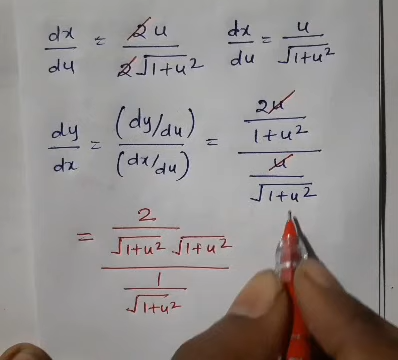 dx/du = 2u / 2√(1+u²)   dx/du = u / √(1+u²)
dy/dx = (dy/du) / (dx/du) = (2u / (1+u²)) / (u / √(1+u²))
= (2 / (√(1+u²) √(1+u²))) / (1 / √(1+u²))